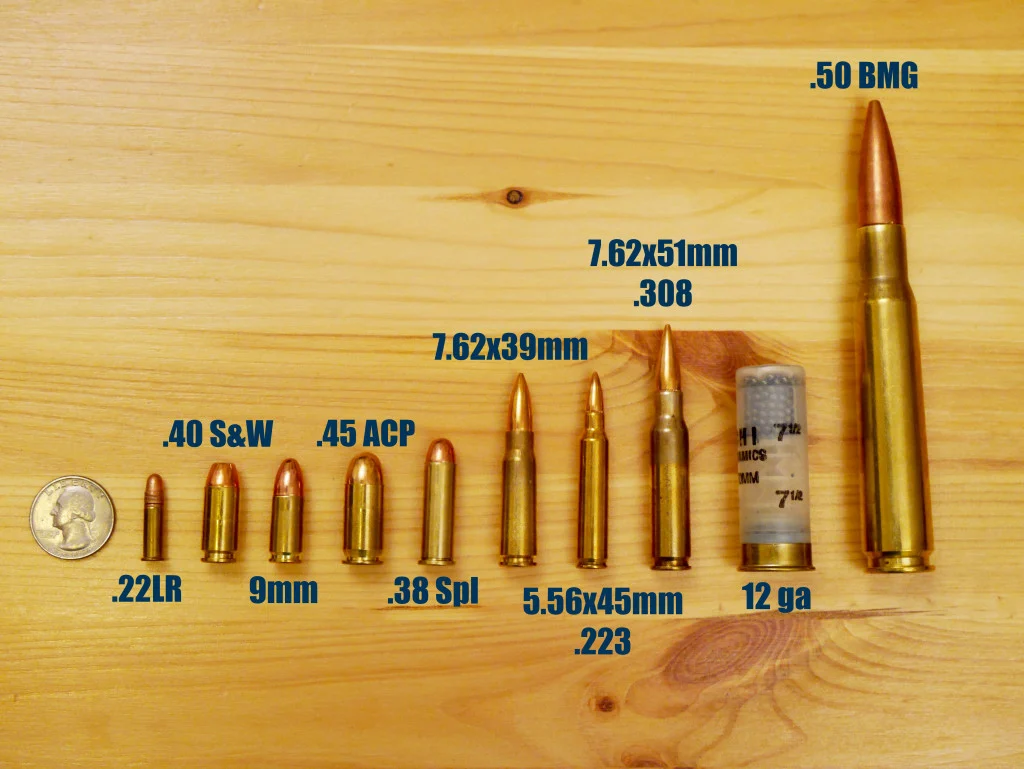 .50 BMG
7.62x51mm
.308
7.62x39mm
.40 S&W
.45 ACP
7 1/2
7 1/2
.22LR
9mm
.38 Spl
5.56x45mm
.223
12 ga